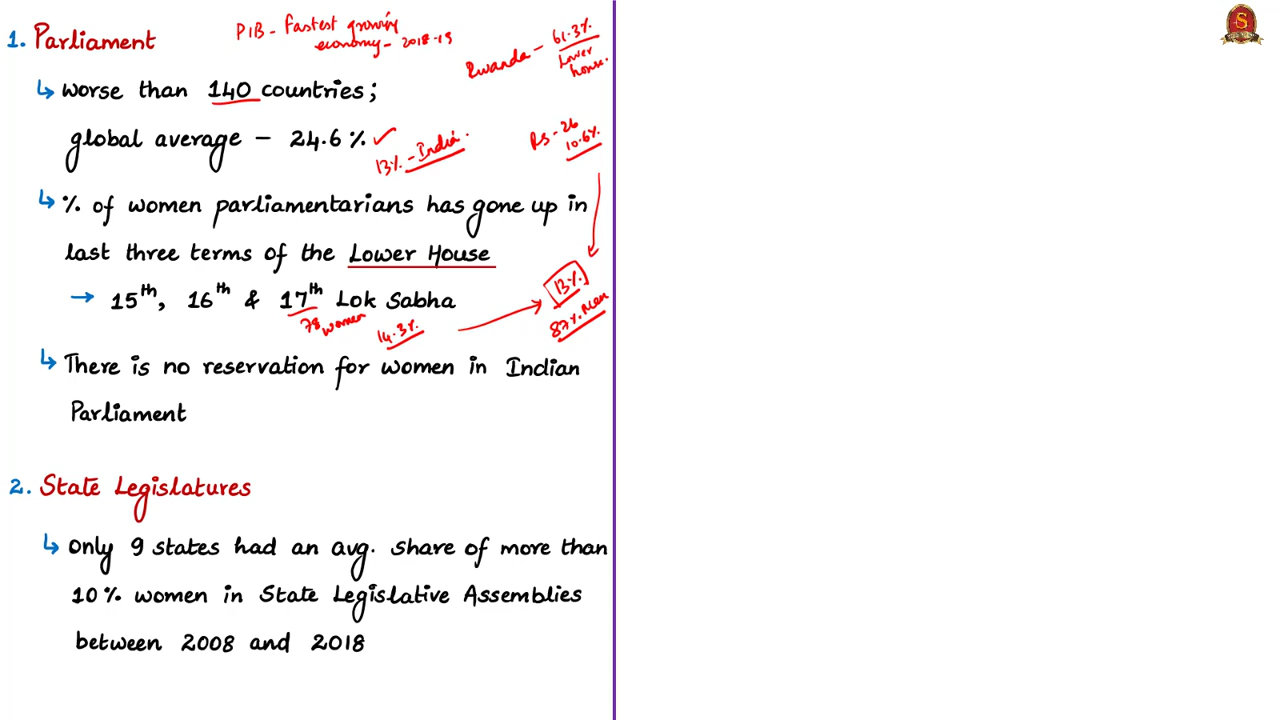 1. Parliament
PIB - Fastest growing
economy - 2018-19
Rwanda - 61.3%
Lower
house.
↳ worse than 140 countries;
global average - 24.6% ✓
13% - India.
RS - 26
10.6%
↳ % of women parliamentarians has gone up in
last three terms of the Lower House
→ 15th, 16th & 17th Lok Sabha
78 women
14.3%
13%
87% Men
↳ There is no reservation for women in Indian
Parliament
2. State Legislatures
↳ Only 9 states had an avg. share of more than
10% women in State Legislative Assemblies
between 2008 and 2018
S